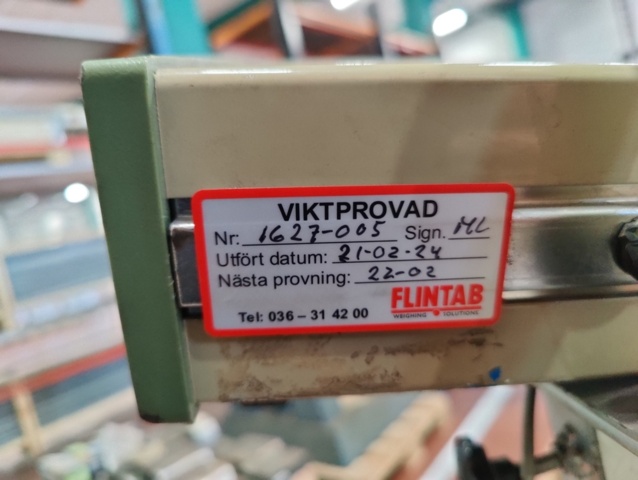 VIKTPROVAD
Nr: 1627-005 Sign. ML
Utfört datum: 21-02-24
Nästa provning: 22-02
FLINTAB
Tel: 036 – 31 42 00 WEIGHING SOLUTIONS